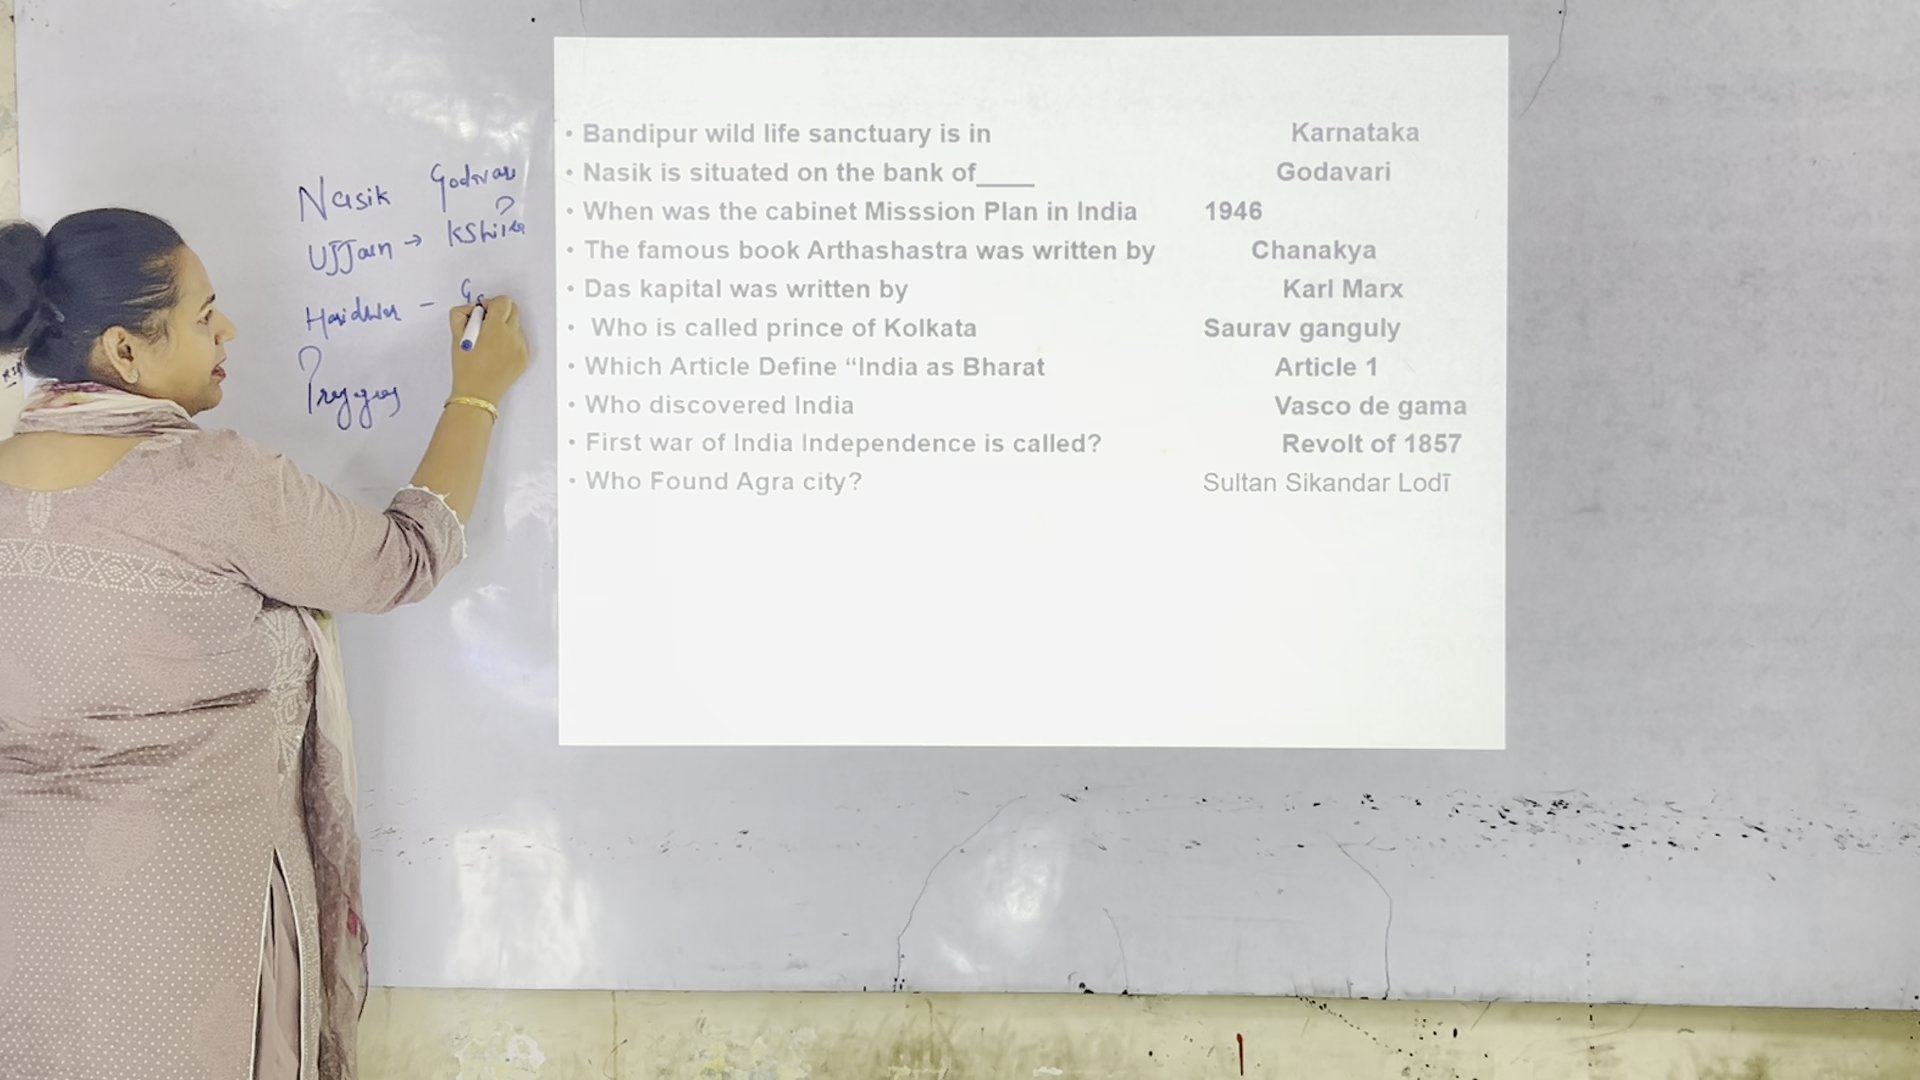 Bandipur wild life sanctuary is in Karnataka
Nasik is situated on the bank of____ Godavari
When was the cabinet Misssion Plan in India 1946
The famous book Arthashastra was written by Chanakya
Das kapital was written by Karl Marx
Who is called prince of Kolkata Saurav ganguly
Which Article Define “India as Bharat Article 1
Who discovered India Vasco de gama
First war of India Independence is called? Revolt of 1857
Who Found Agra city? Sultan Sikandar Lodī
Nasik Godavari
Ujjain →
Haridwar –